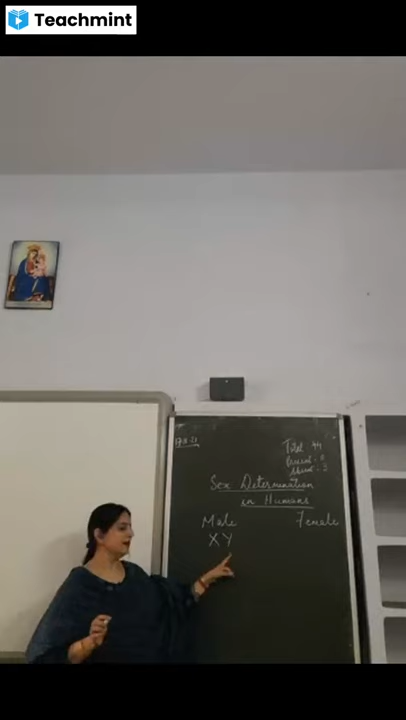 Teachmint
Total 44
Sex Determination
in Humans
Male Female
XY